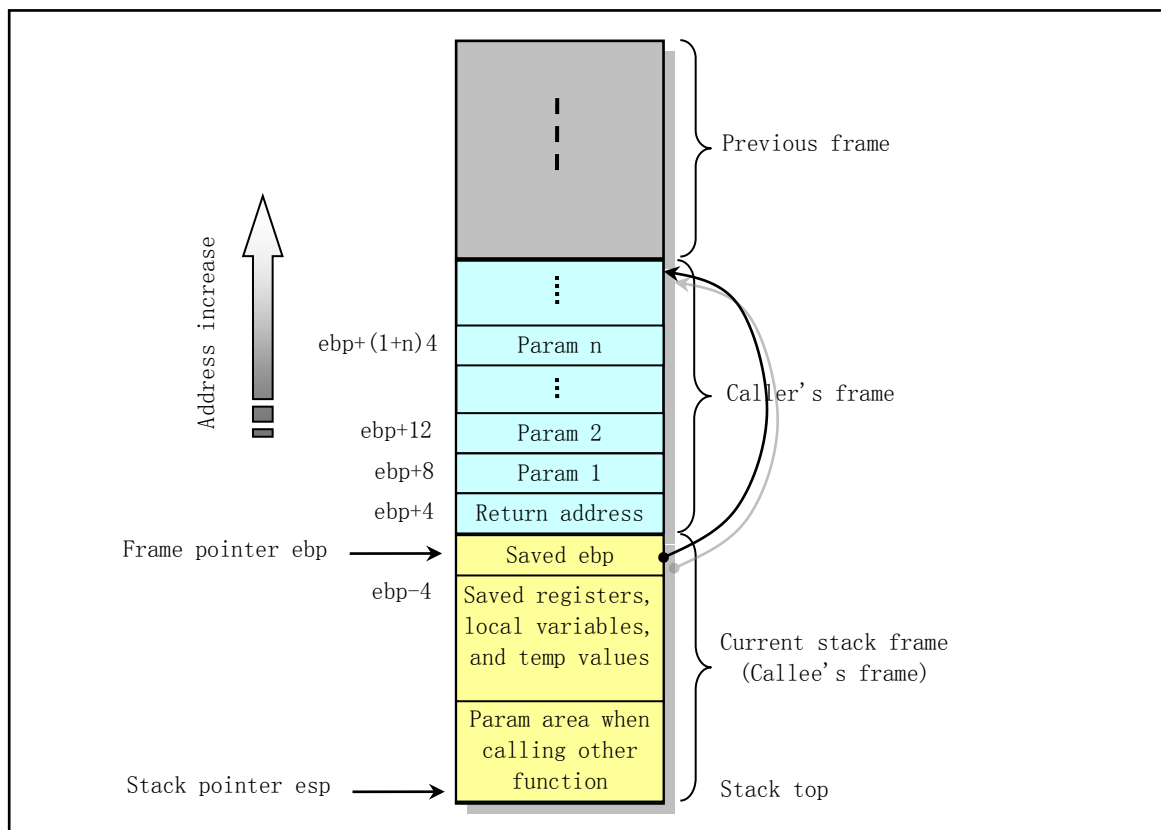 Previous frame
Address increase
ebp+(1+n)4
Param n
Caller's frame
ebp+12
Param 2
ebp+8
Param 1
ebp+4
Return address
Frame pointer ebp
Saved ebp
ebp-4
Saved registers,
local variables,
and temp values
Current stack frame
(Callee's frame)
Param area when
calling other
function
Stack pointer esp
Stack top